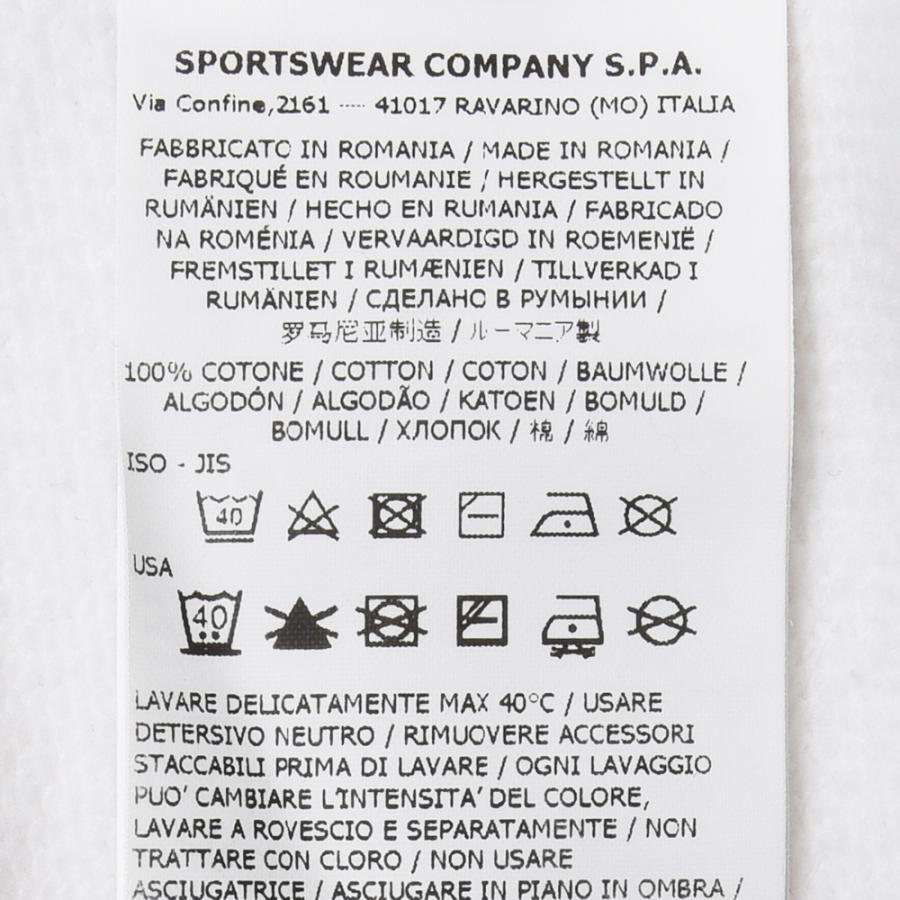 SPORTSWEAR COMPANY S.P.A.
Via Confine,2161 ---- 41017 RAVARINO (MO) ITALIA
FABBRICATO IN ROMANIA / MADE IN ROMANIA /
FABRIQUÉ EN ROUMANIE / HERGESTELLT IN
RUMÄNIEN / HECHO EN RUMANIA / FABRICADO
NA ROMÉNIA / VERVAARDIGD IN ROEMENIË /
FREMSTILLET I RUMÆNIEN / TILLVERKAD I
RUMÄNIEN / СДЕЛАНО В РУМЫНИИ /
罗马尼亚制造 / ルーマニア製
100% COTONE / COTTON / COTON / BAUMWOLLE /
ALGODÓN / ALGODÃO / KATOEN / BOMULD /
BOMULL / ХЛОПОК / 棉 / 綿
ISO - JIS
40
USA
40
LAVARE DELICATAMENTE MAX 40°C / USARE
DETERSIVO NEUTRO / RIMUOVERE ACCESSORI
STACCABILI PRIMA DI LAVARE / OGNI LAVAGGIO
PUO' CAMBIARE L'INTENSITA' DEL COLORE,
LAVARE A ROVESCIO E SEPARATAMENTE / NON
TRATTARE CON CLORO / NON USARE
ASCIUGATRICE / ASCIUGARE IN PIANO IN OMBRA /